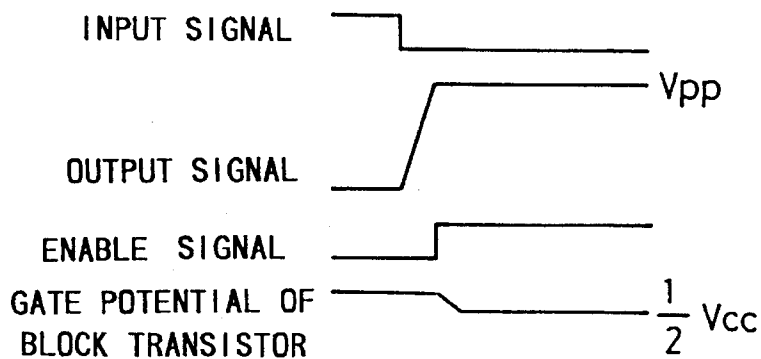 INPUT SIGNAL
Vpp
OUTPUT SIGNAL
ENABLE SIGNAL
GATE POTENTIAL OF
BLOCK TRANSISTOR
1/2 Vcc